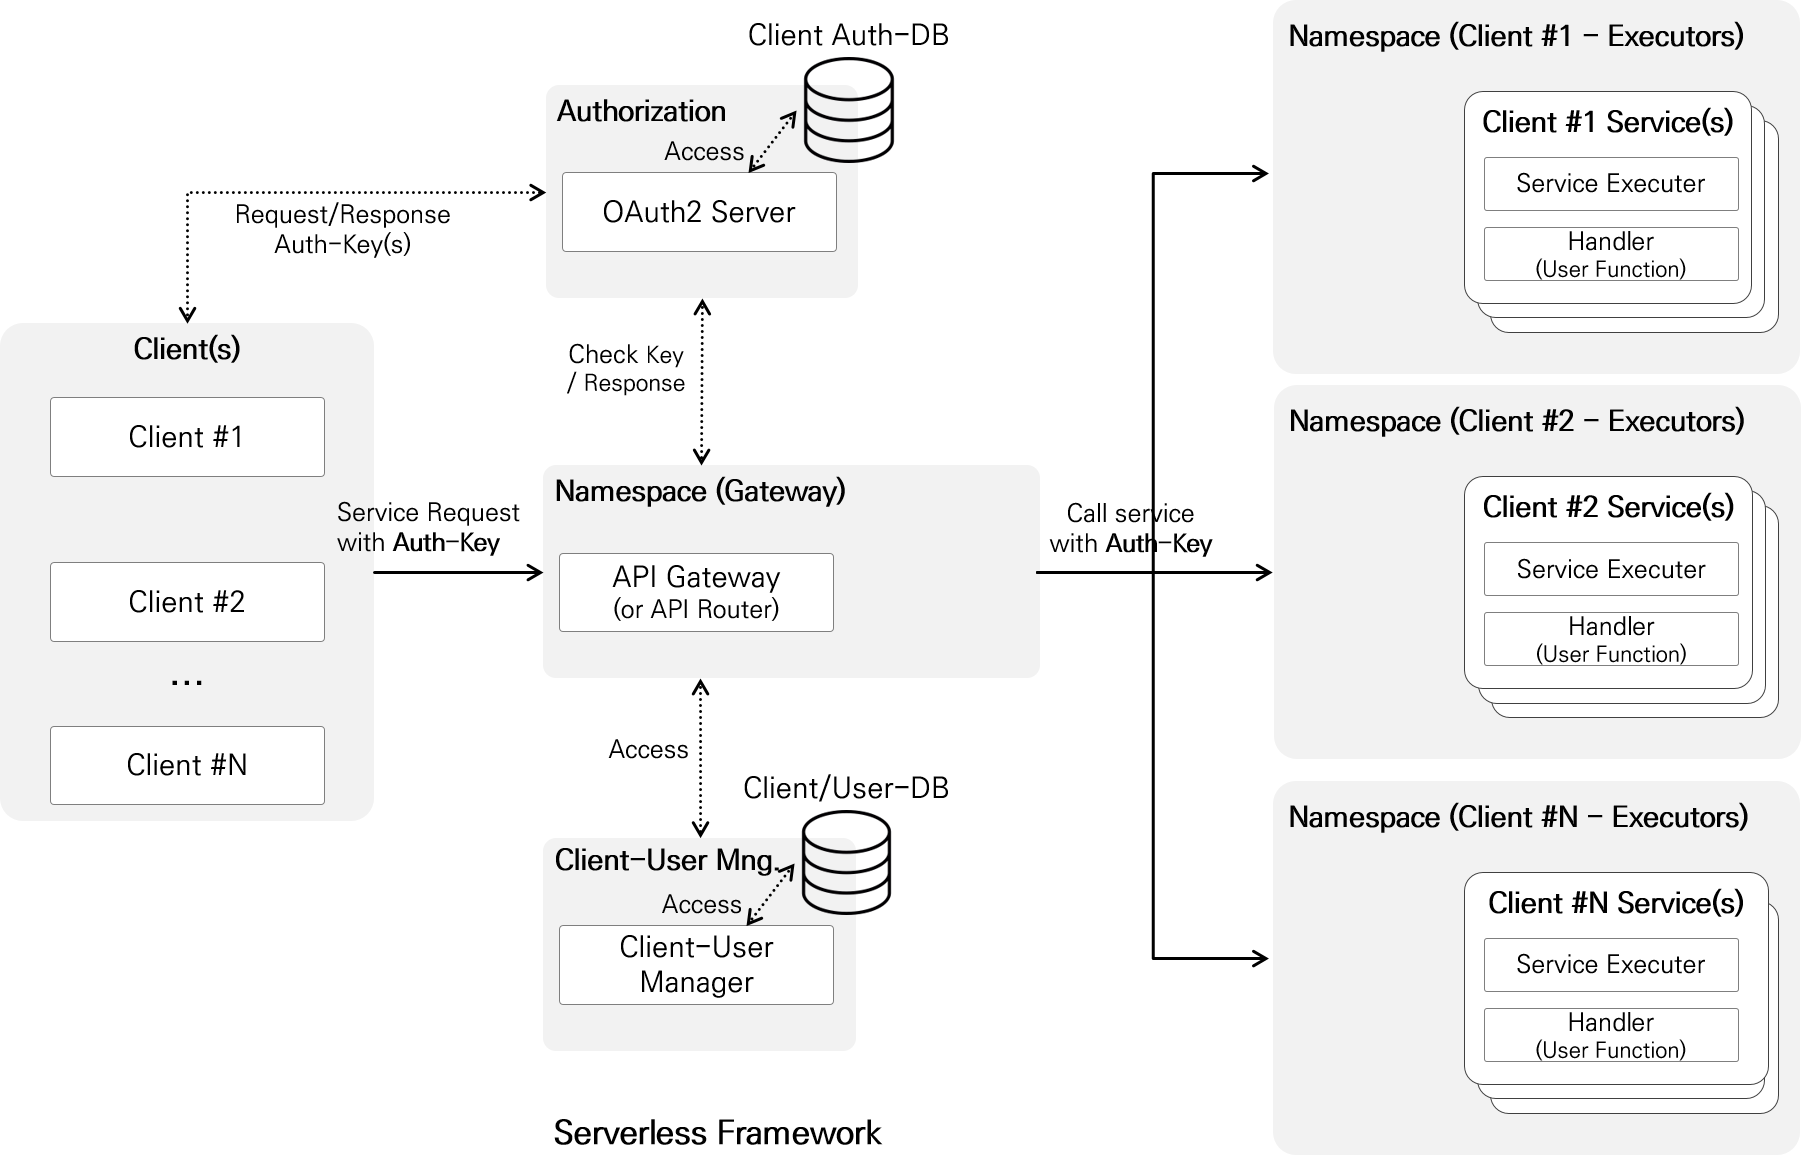 Client Auth-DB
Authorization
Access
OAuth2 Server
Request/Response
Auth-Key(s)
Client(s)
Client #1
Client #2
...
Client #N
Check Key
/ Response
Service Request
with Auth-Key
Namespace (Gateway)
API Gateway
(or API Router)
Call service
with Auth-Key
Access
Client/User-DB
Client-User Mng.
Access
Client-User
Manager
Serverless Framework
Namespace (Client #1 - Executors)
Client #1 Service(s)
Service Executer
Handler
(User Function)
Namespace (Client #2 - Executors)
Client #2 Service(s)
Service Executer
Handler
(User Function)
Namespace (Client #N - Executors)
Client #N Service(s)
Service Executer
Handler
(User Function)